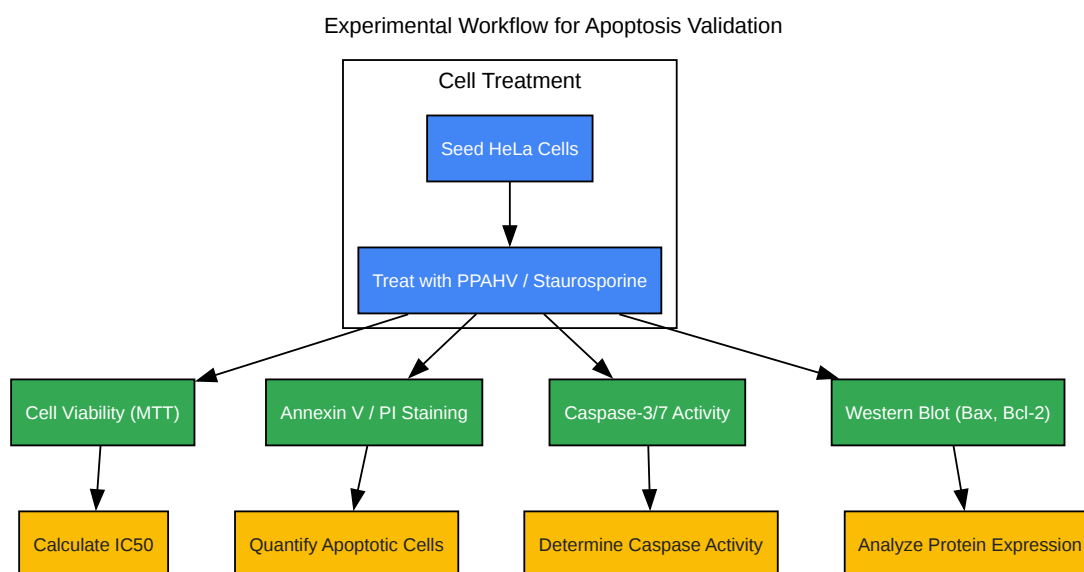 Experimental Workflow for Apoptosis Validation
Cell Treatment
Seed HeLa Cells
Treat with PPAHV / Staurosporine
Cell Viability (MTT)
Annexin V / PI Staining
Caspase-3/7 Activity
Western Blot (Bax, Bcl-2)
Calculate IC50
Quantify Apoptotic Cells
Determine Caspase Activity
Analyze Protein Expression